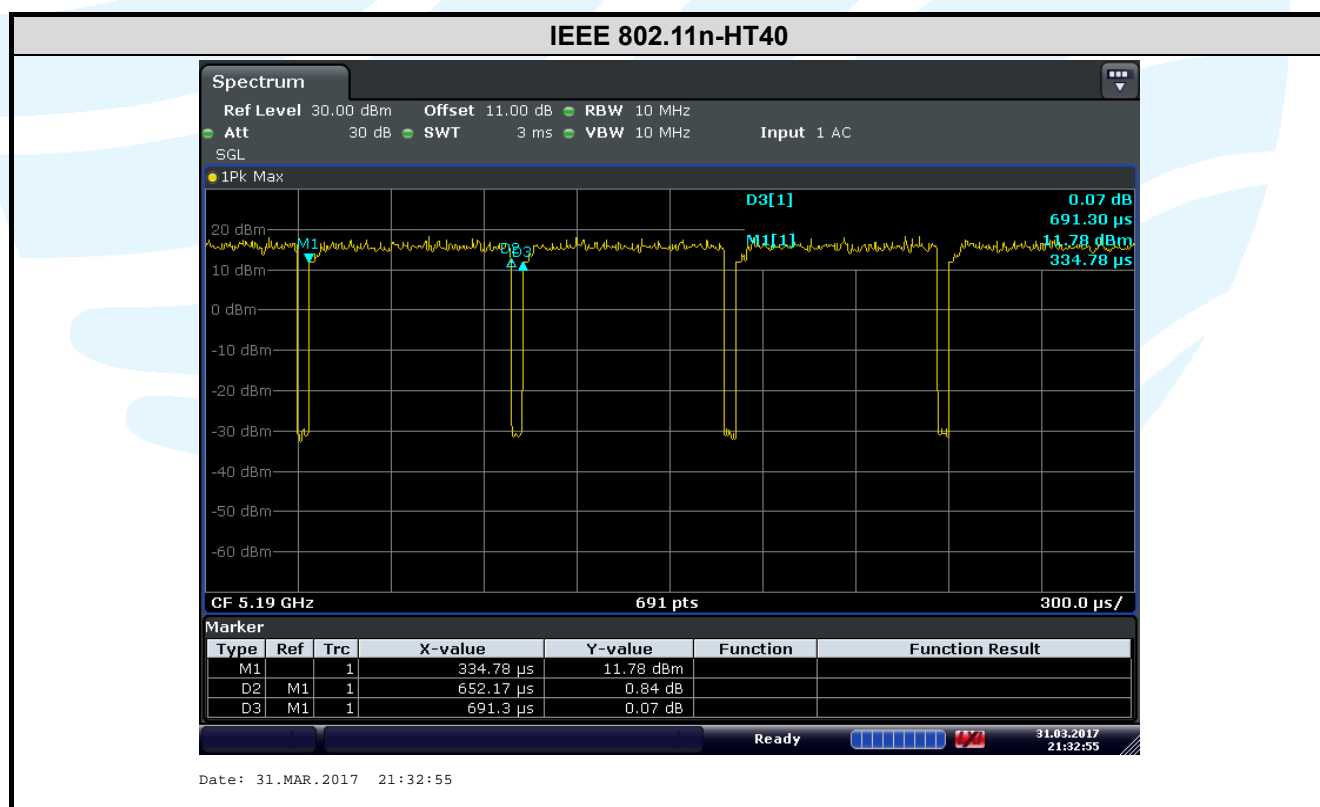 IEEE 802.11n-HT40
Spectrum
Ref Level 30.00 dBm Offset 11.00 dB RBW 10 MHz
Att 30 dB SWT 3 ms VBW 10 MHz Input 1 AC
SGL
1Pk Max
D3[1] 0.07 dB
691.30 µs
M1[1] 11.78 dBm
334.78 µs
20 dBm
M1
D2
D3
10 dBm
0 dBm
-10 dBm
-20 dBm
-30 dBm
-40 dBm
-50 dBm
-60 dBm
CF 5.19 GHz 691 pts 300.0 µs/
Marker
Type Ref Trc X-value Y-value Function Function Result
M1 1 334.78 µs 11.78 dBm
D2 M1 1 652.17 µs 0.84 dB
D3 M1 1 691.3 µs 0.07 dB
Ready 31.03.2017
21:32:55
Date: 31.MAR.2017 21:32:55